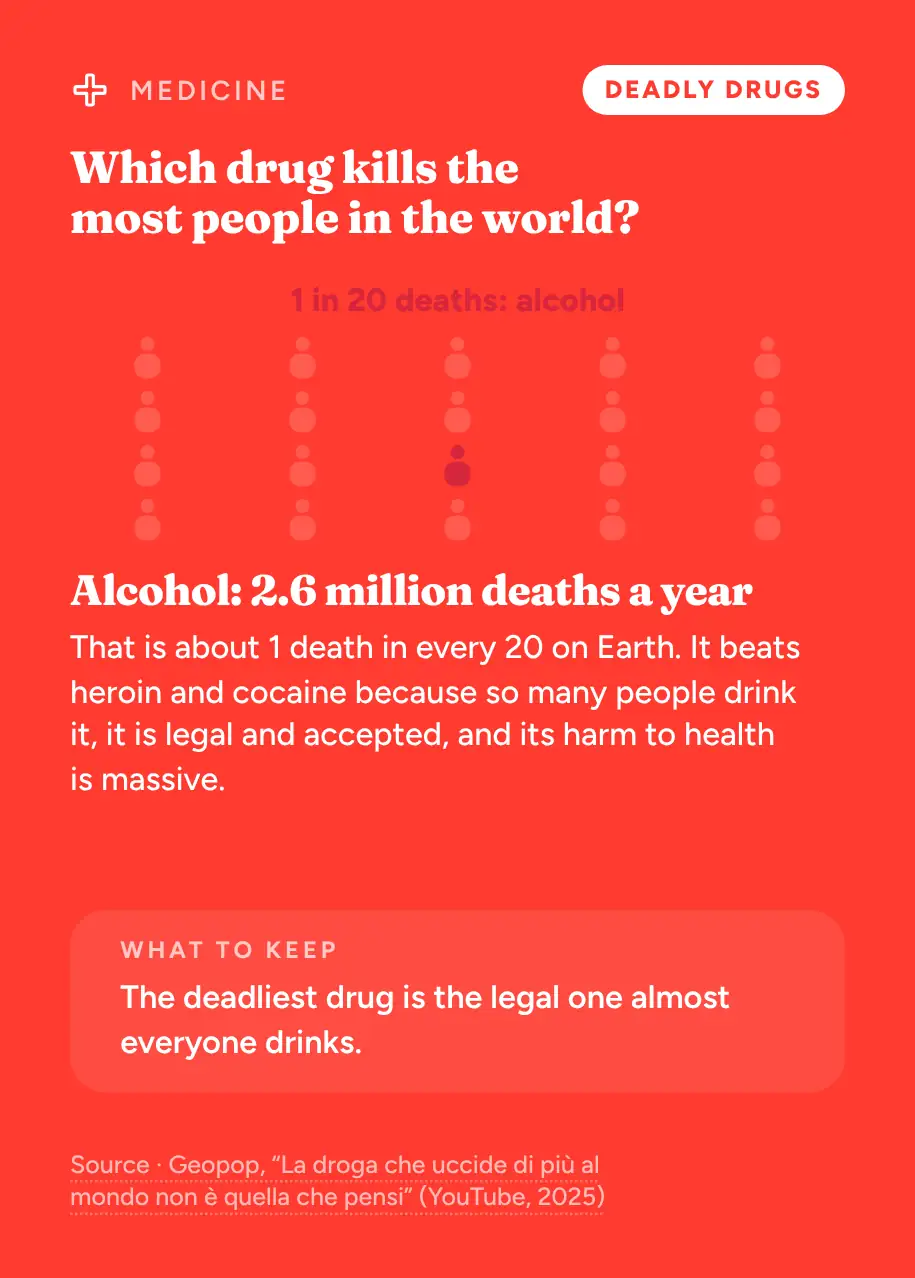 MEDICINE
DEADLY DRUGS
Which drug kills the
most people in the world?
1 in 20 deaths: alcohol
Alcohol: 2.6 million deaths a year
That is about 1 death in every 20 on Earth. It beats
heroin and cocaine because so many people drink
it, it is legal and accepted, and its harm to health
is massive.
WHAT TO KEEP
The deadliest drug is the legal one almost
everyone drinks.
Source · Geopop, “La droga che uccide di più al
mondo non è quella che pensi” (YouTube, 2025)